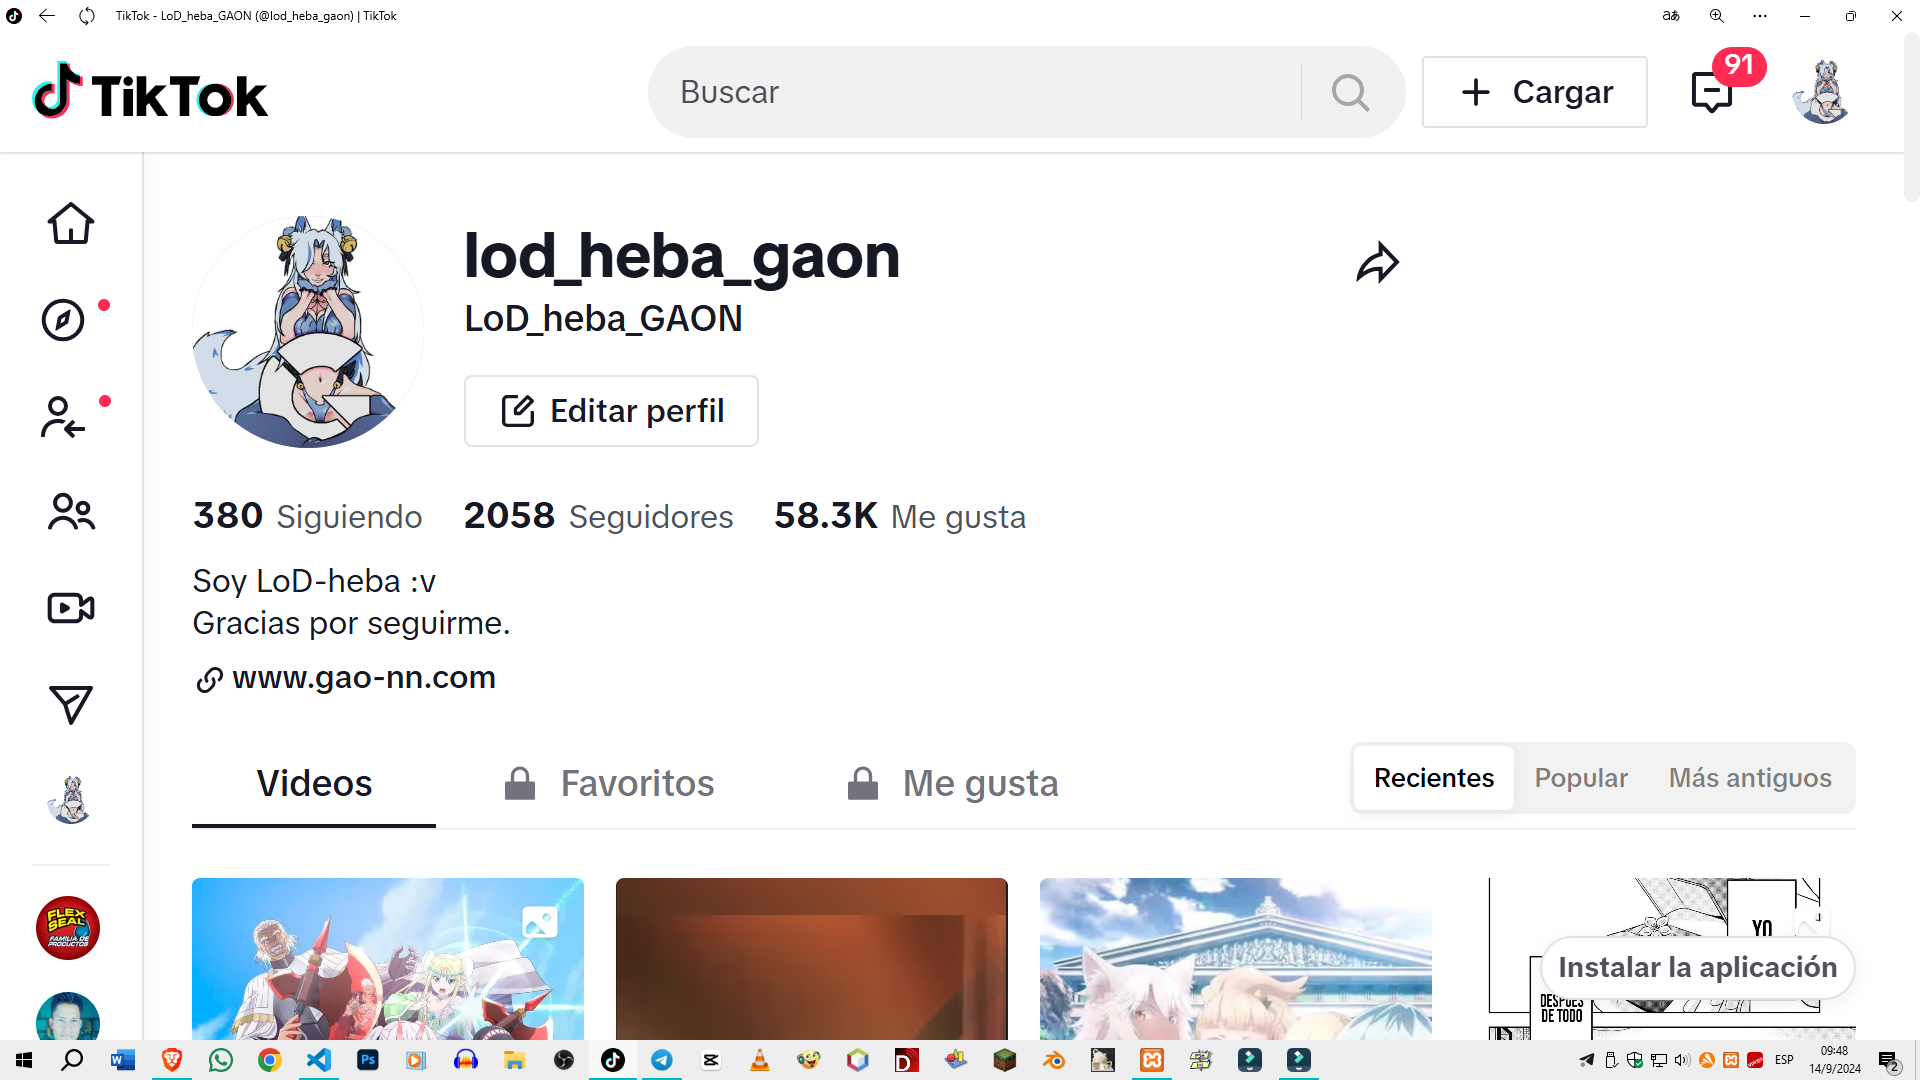 TikTok - LoD_heba_GAON (@lod_heba_gaon) | TikTok
TikTok
Buscar
Cargar
91
lod_heba_gaon
LoD_heba_GAON
Editar perfil
380 Siguiendo 2058 Seguidores 58.3K Me gusta
Soy LoD-heba :v
Gracias por seguirme.
www.gao-nn.com
Videos Favoritos Me gusta
Recientes Popular Más antiguos
FLEX
SEAL
FAMILIA DE
PRODUCTOS
YO
Instalar la aplicación
DESPUES
DE TODO
ESP
09:48
14/9/2024
2